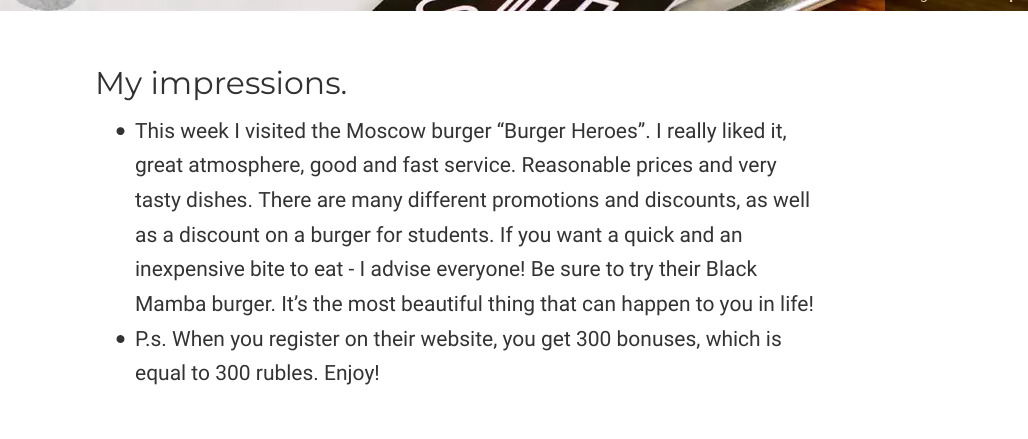 My impressions.
This week I visited the Moscow burger “Burger Heroes”. I really liked it,
great atmosphere, good and fast service. Reasonable prices and very
tasty dishes. There are many different promotions and discounts, as well
as a discount on a burger for students. If you want a quick and an
inexpensive bite to eat - I advise everyone! Be sure to try their Black
Mamba burger. It’s the most beautiful thing that can happen to you in life!
P.s. When you register on their website, you get 300 bonuses, which is
equal to 300 rubles. Enjoy!